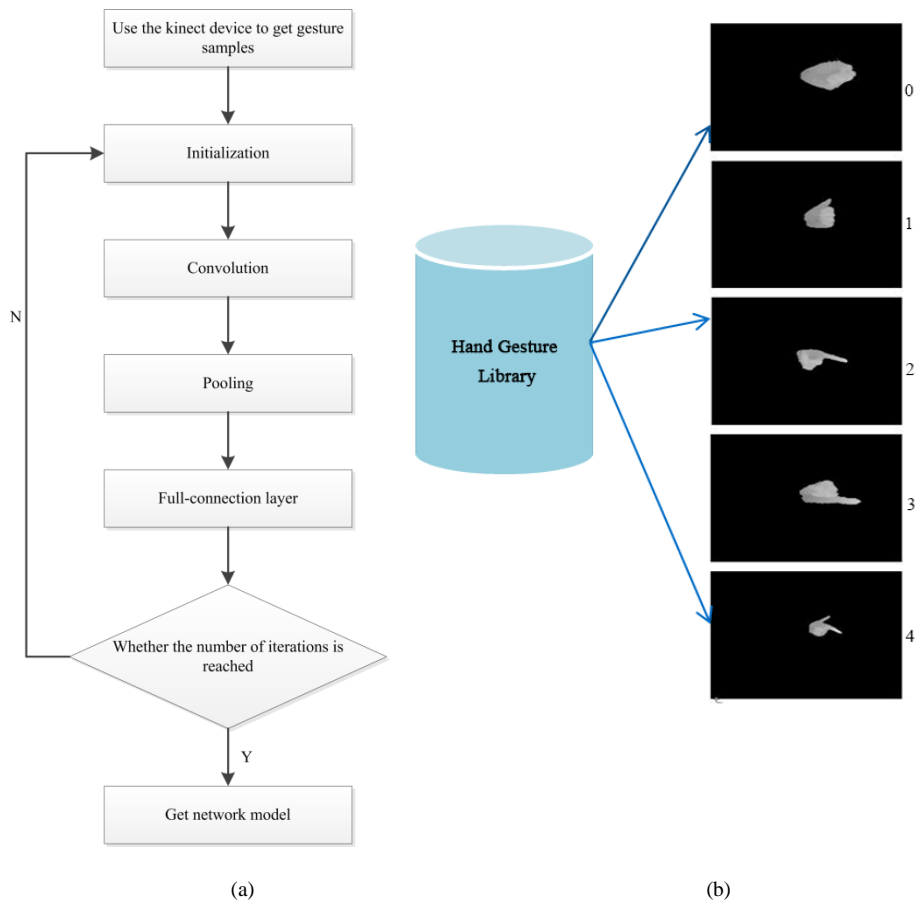 Use the kinect device to get gesture
samples
Initialization
Convolution
N
Pooling
Full-connection layer
Whether the number of iterations is
reached
Y
Get network model
(a)
Hand Gesture
Library
0
1
2
3
4
(b)